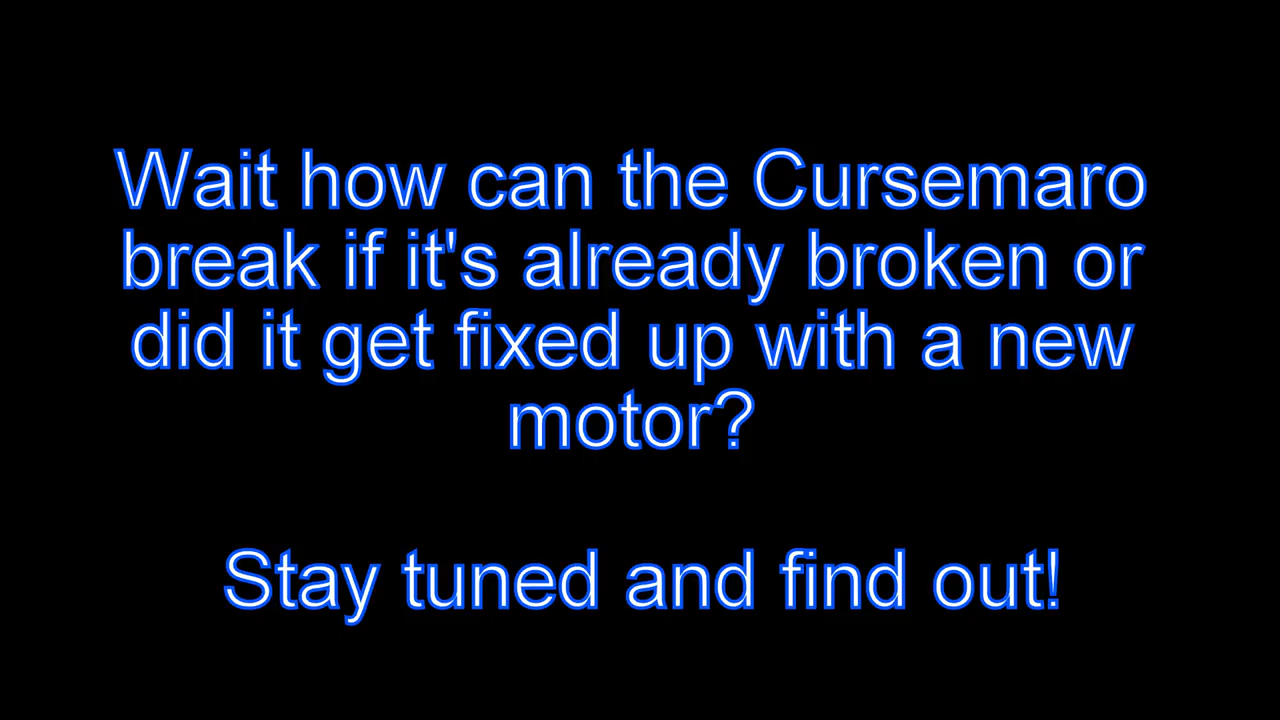 Wait how can the Cursemaro
break if it's already broken or
did it get fixed up with a new
motor?
Stay tuned and find out!